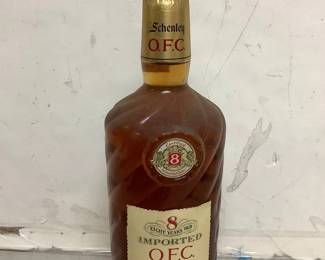 Schenley
O.F.C.
8
8
EIGHT YEARS OLD
IMPORTED
O.F.C.